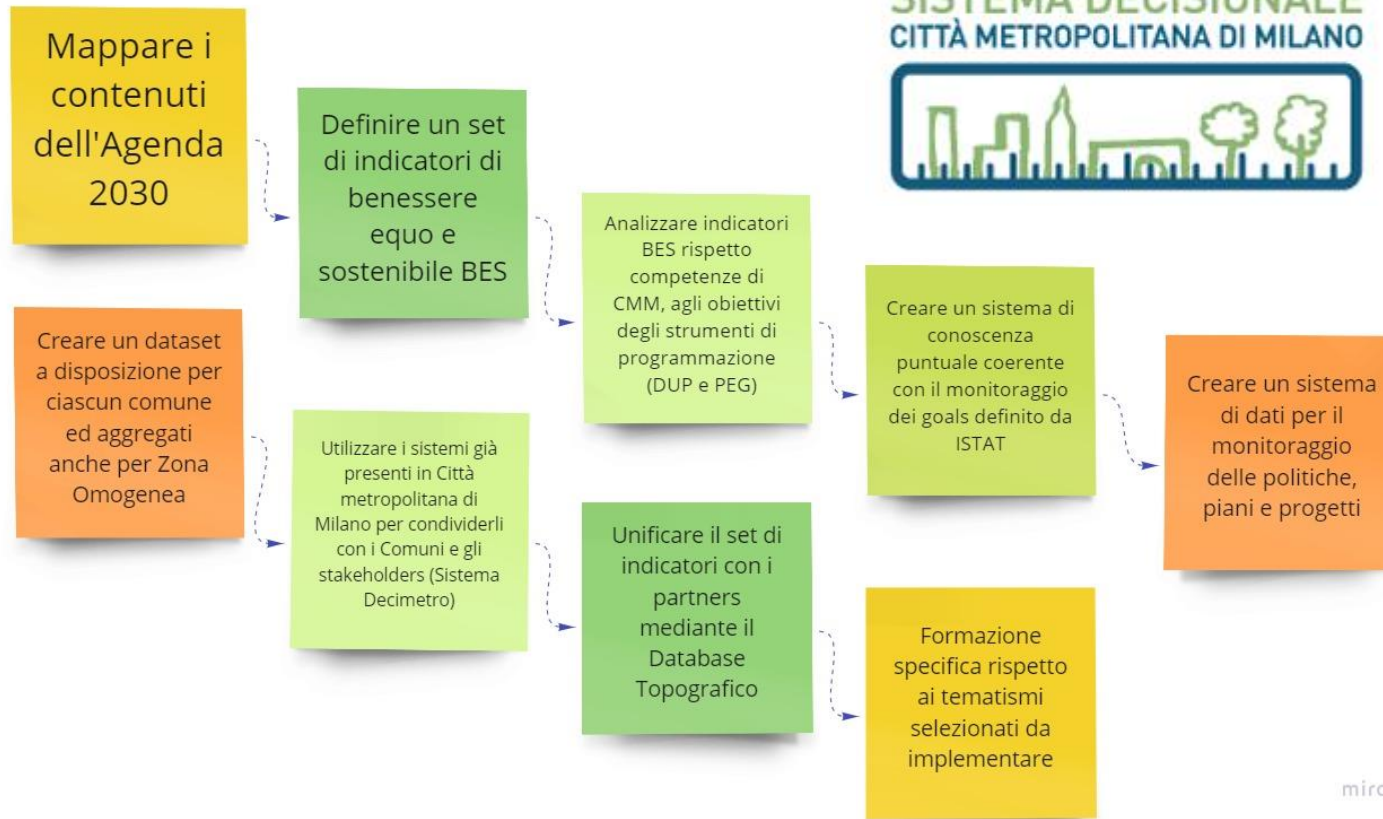 SISTEMA DECISIONALE
CITTÀ METROPOLITANA DI MILANO
Mappare i
contenuti
dell'Agenda
2030
Definire un set
di indicatori di
benessere
equo e
sostenibile BES
Analizzare indicatori
BES rispetto
competenze di
CMM, agli obiettivi
degli strumenti di
programmazione
(DUP e PEG)
Creare un sistema di
conoscenza
puntuale coerente
con il monitoraggio
dei goals definito da
ISTAT
Creare un sistema
di dati per il
monitoraggio
delle politiche,
piani e progetti
Creare un dataset
a disposizione per
ciascun comune
ed aggregati
anche per Zona
Omogenea
Utilizzare i sistemi già
presenti in Città
metropolitana di
Milano per condividerli
con i Comuni e gli
stakeholders (Sistema
Decimetro)
Unificare il set di
indicatori con i
partners
mediante il
Database
Topografico
Formazione
specifica rispetto
ai tematismi
selezionati da
implementare
miro